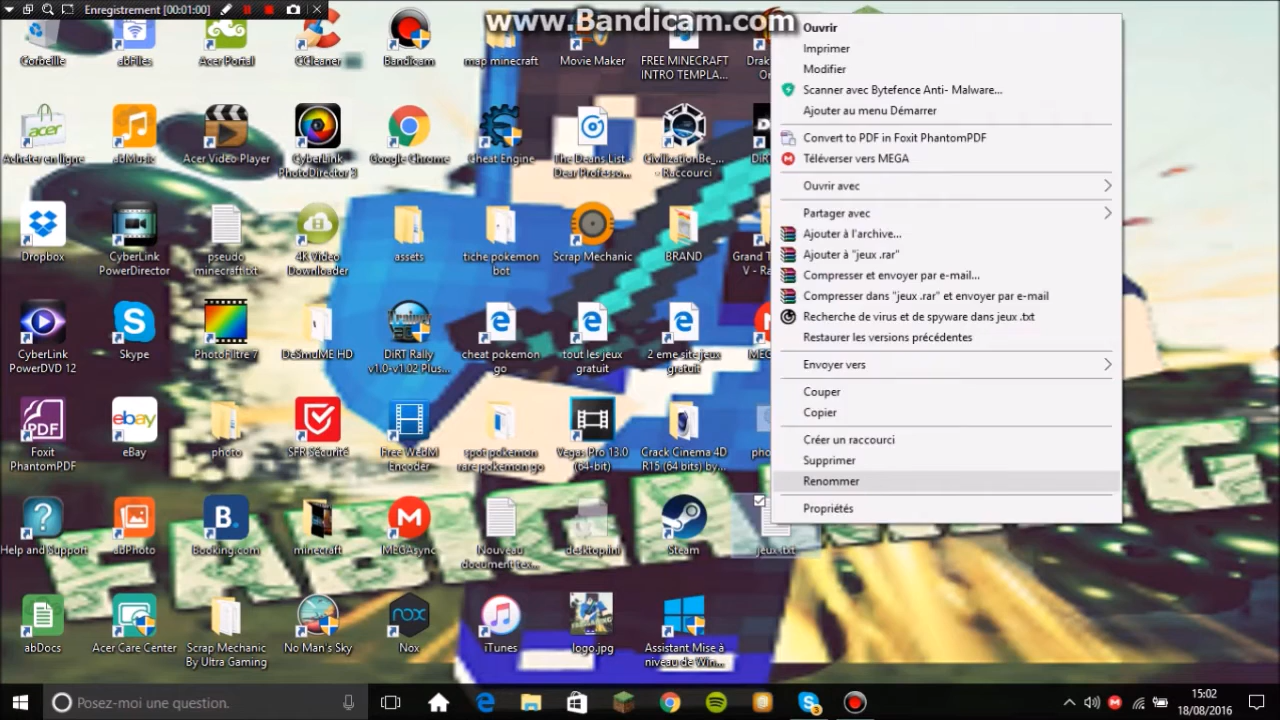 Enregistrement [00:01:00]
www.Bandicam.com
Corbeille
abFiles
Acer Portal
CCleaner
Bandicam
map minecraft
Movie Maker
FREE MINECRAFT
INTRO TEMPLA...
Acheter en ligne
abMusic
Acer Video Player
CyberLink
PhotoDirector 3
Google Chrome
Cheat Engine
The Deans List -
Dear Professo...
CivilizationBe_...
- Raccourci
Dropbox
CyberLink
PowerDirector
pseudo
minecraft.txt
4K Video
Downloader
assets
tiche pokemon
bot
Scrap Mechanic
BRAND
Grand T
V - Ra
CyberLink
PowerDVD 12
Skype
PhotoFiltre 7
DeSmuME HD
DiRT Rally
v1.0-v1.02 Plus...
cheat pokemon
go
tout les jeux
gratuit
2 eme site jeux
gratuit
Foxit
PhantomPDF
eBay
photo
SFR Sécurité
Free WebM
Encoder
spot pokemon
rare pokemon go
Vegas Pro 13.0
(64-bit)
Crack Cinema 4D
R15 (64 bits) by...
pho
Help and Support
abPhoto
Booking.com
minecraft
MEGAsync
Nouveau
document tex...
desktop.ini
Steam
jeux.txt
abDocs
Acer Care Center
Scrap Mechanic
By Ultra Gaming
No Man's Sky
Nox
iTunes
logo.jpg
Assistant Mise à
niveau de Win...
Ouvrir
Imprimer
Modifier
Scanner avec Bytefence Anti- Malware...
Ajouter au menu Démarrer
Convert to PDF in Foxit PhantomPDF
Téléverser vers MEGA
Ouvrir avec
Partager avec
Ajouter à l'archive...
Ajouter à "jeux .rar"
Compresser et envoyer par e-mail...
Compresser dans "jeux .rar" et envoyer par e-mail
Recherche de virus et de spyware dans jeux .txt
Restaurer les versions précédentes
Envoyer vers
Couper
Copier
Créer un raccourci
Supprimer
Renommer
Propriétés
Posez-moi une question.
15:02
18/08/2016